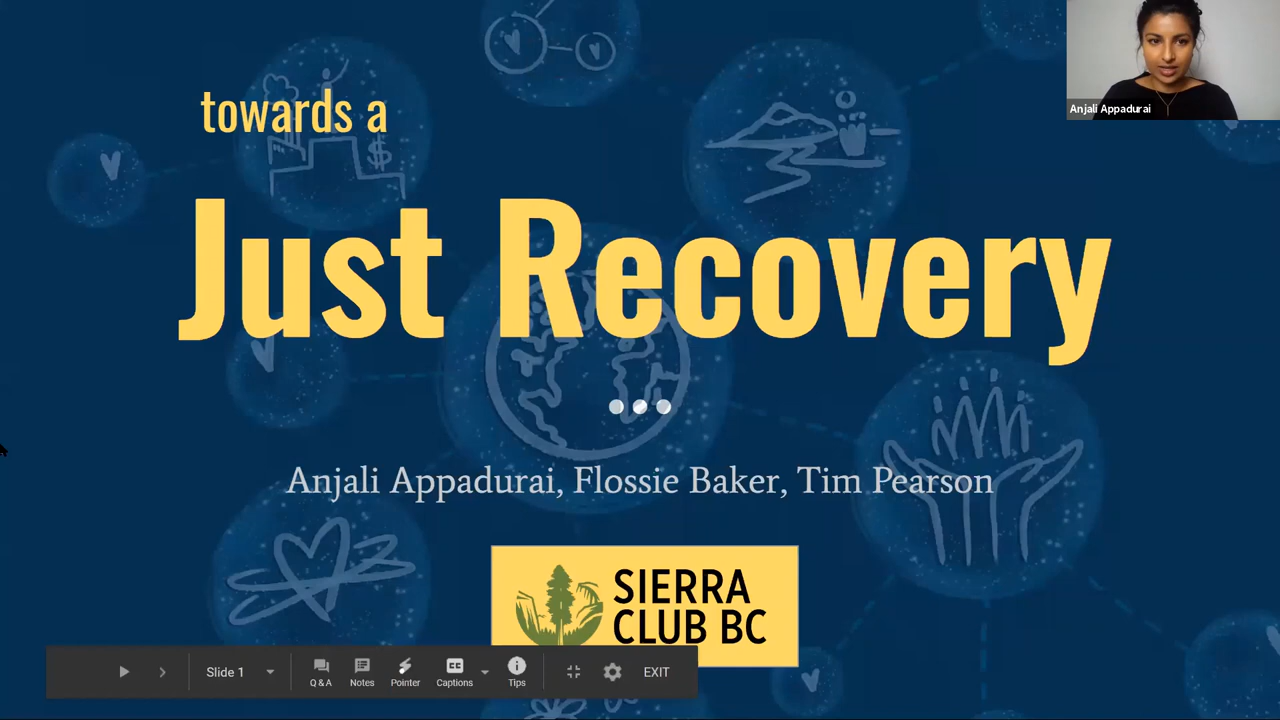 towards a
Just Recovery
Anjali Appadurai, Flossie Baker, Tim Pearson
SIERRA
CLUB BC
Anjali Appadurai
Slide 1
Q & A
Notes
Pointer
CC
Captions
Tips
EXIT
$